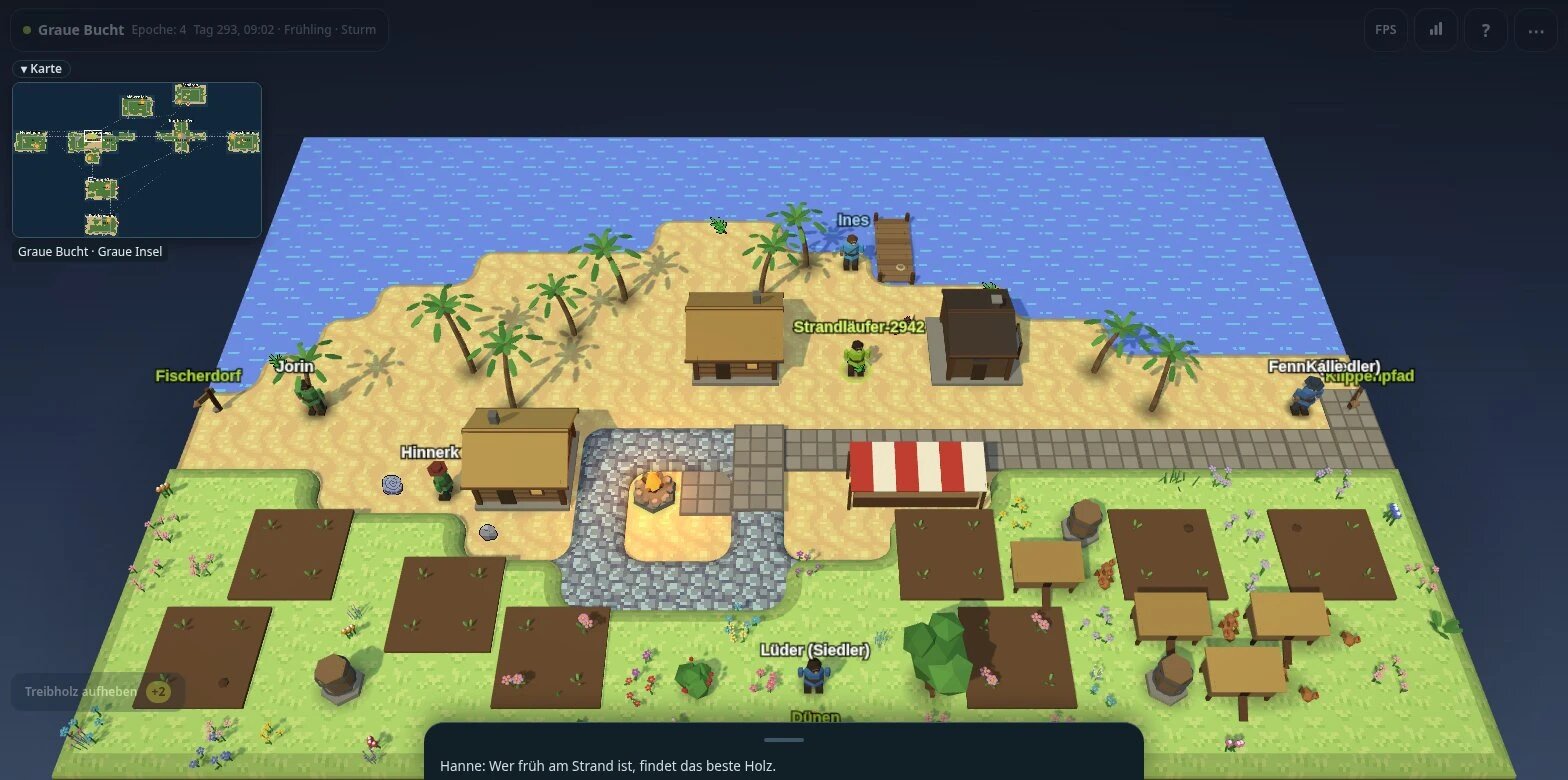 Graue Bucht Epoche: 4 Tag 293, 09:02 · Frühling · Sturm
FPS
?
...
▾ Karte
Graue Bucht · Graue Insel
Ines
Strandläufer-2942
Jorin
Fischerdorf
Fenn
Klippenpfad
Hinnerk
Lüder (Siedler)
Treibholz aufheben +2
Dünen
Hanne: Wer früh am Strand ist, findet das beste Holz.